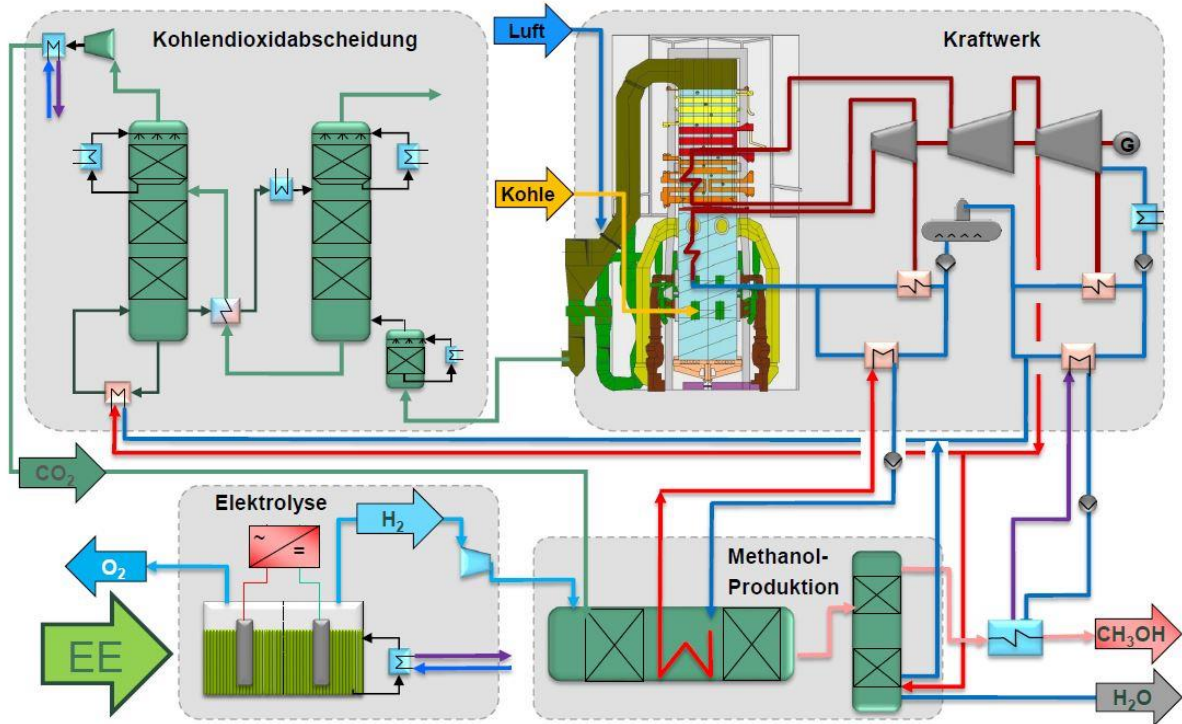 Kohlendioxidabscheidung
Luft
Kraftwerk
G
Kohle
CO₂
Elektrolyse
H₂
~
=
O₂
EE
Methanol-
Produktion
CH₃OH
H₂O